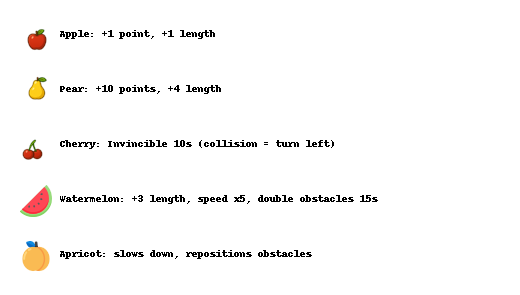 Apple: +1 point, +1 length
Pear: +10 points, +4 length
Cherry: Invincible 10s (collision = turn left)
Watermelon: +3 length, speed x5, double obstacles 15s
Apricot: slows down, repositions obstacles